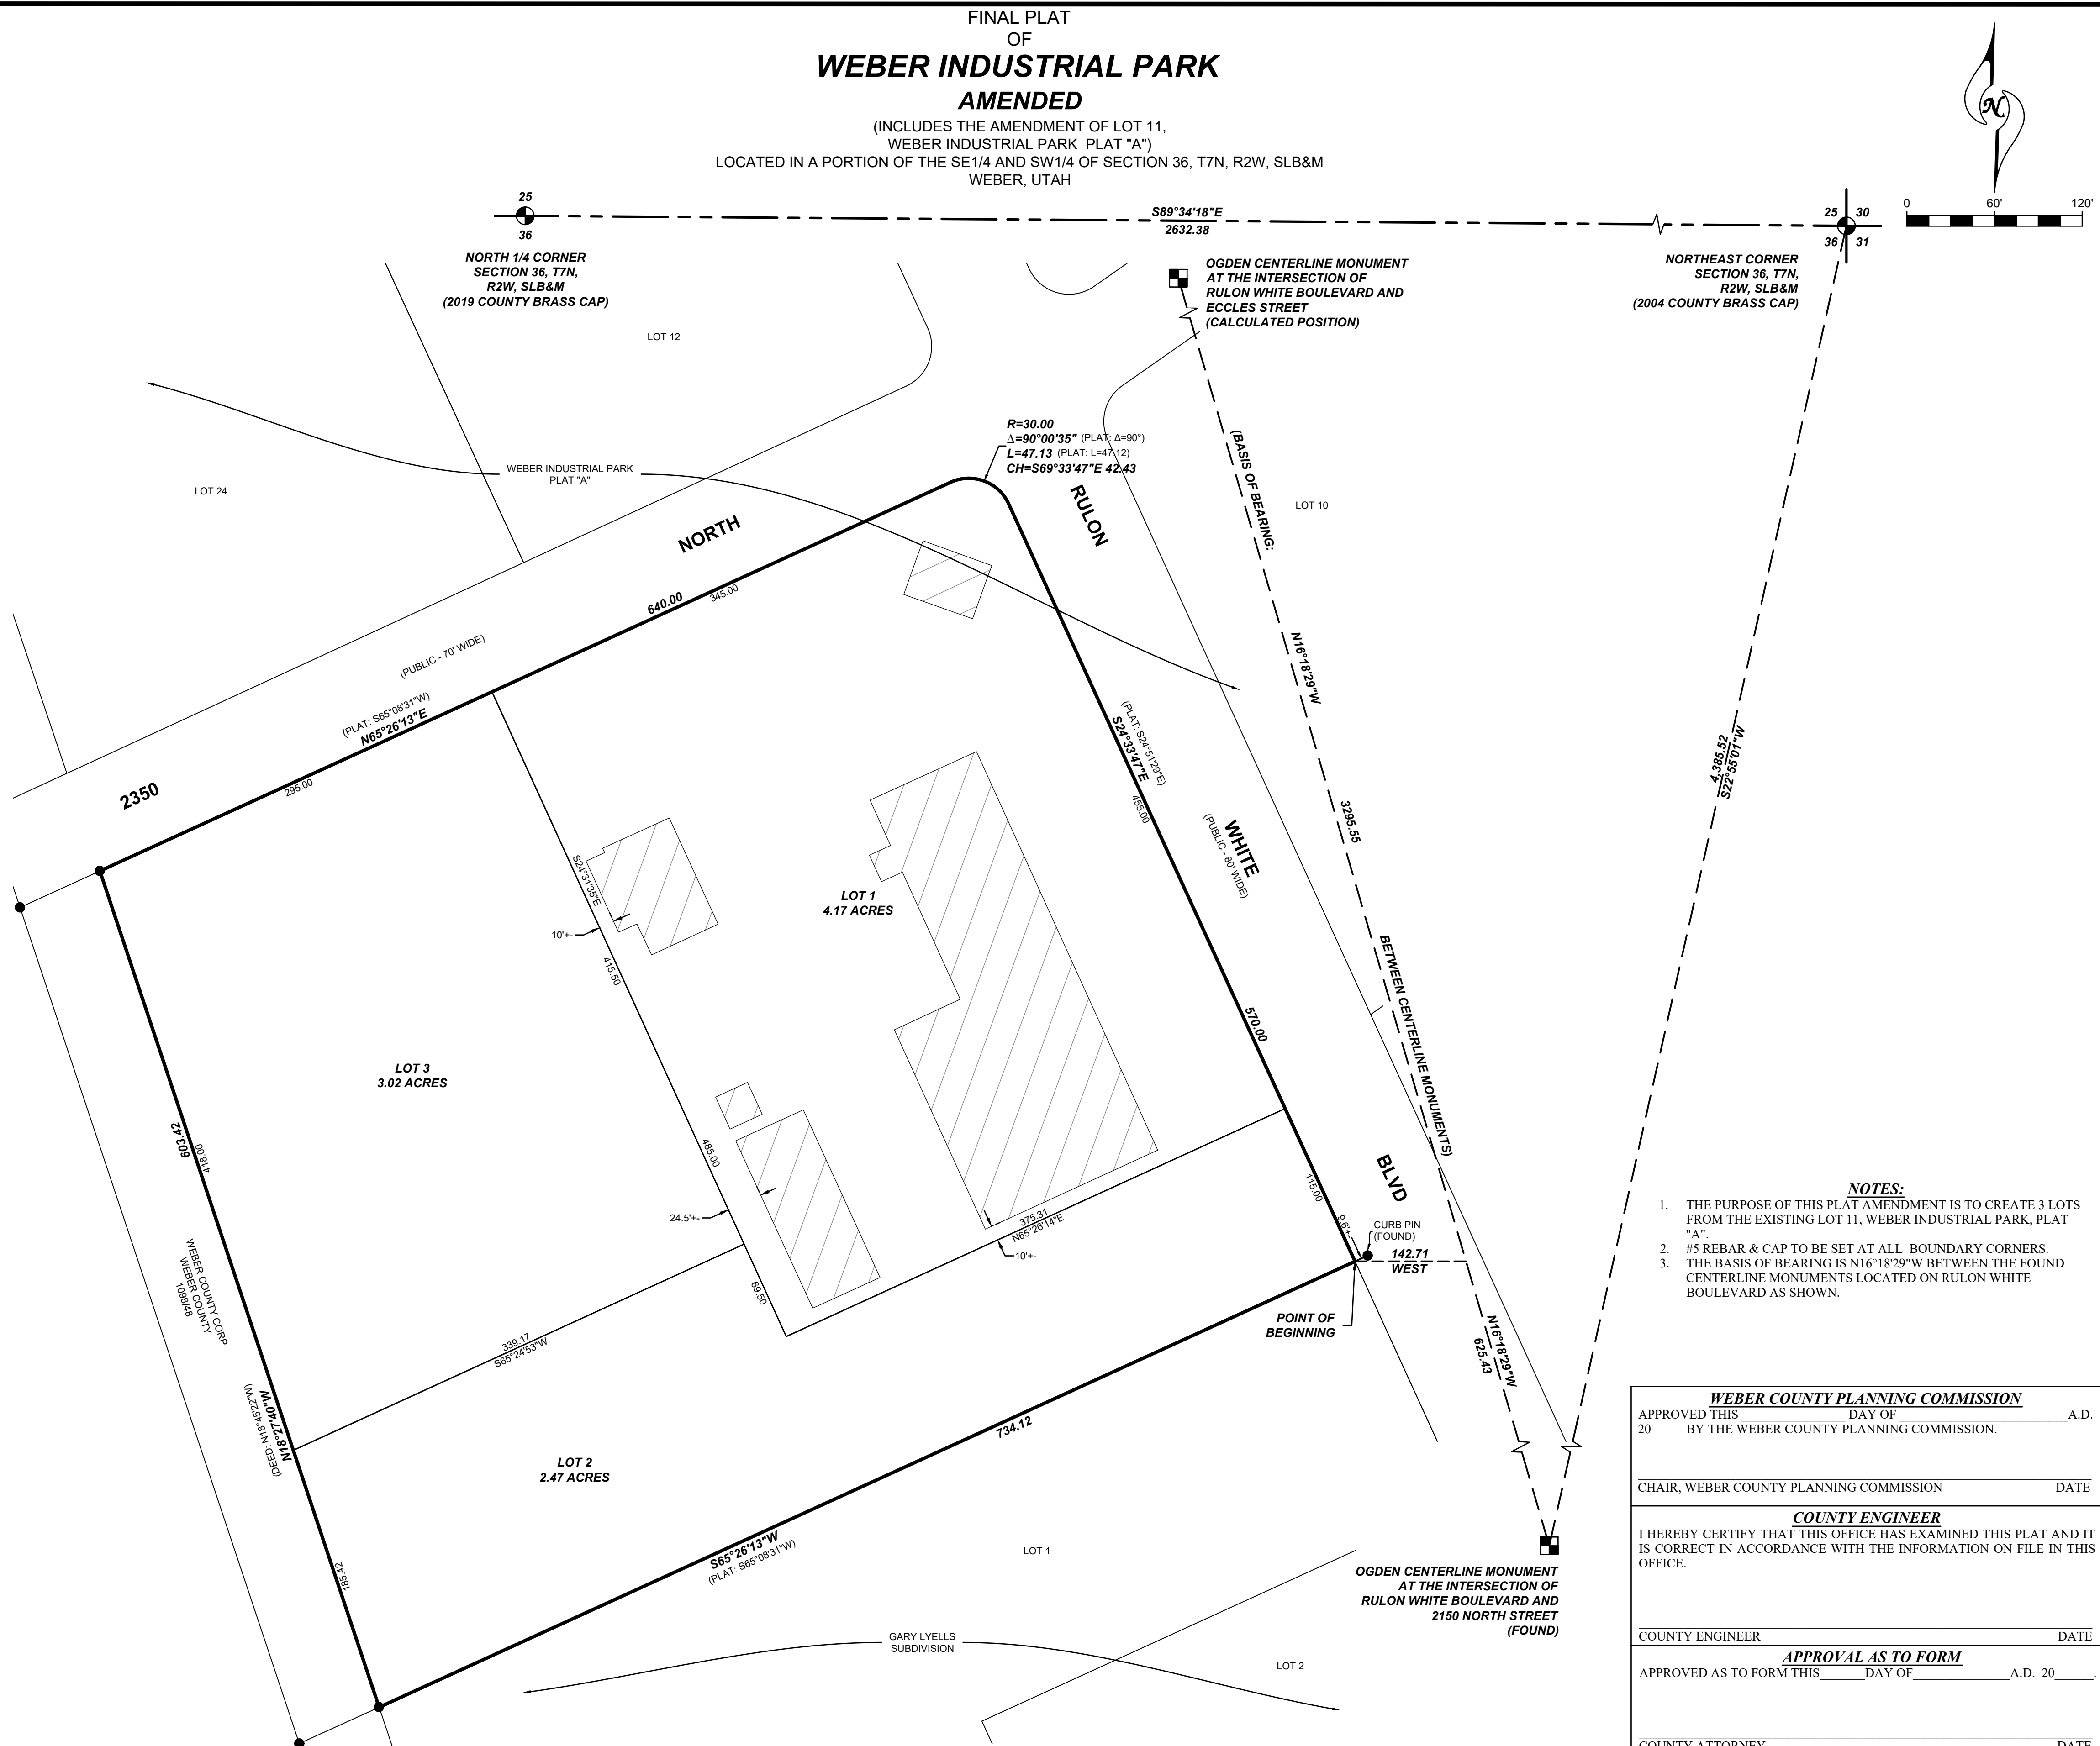 FINAL PLAT
OF
WEBER INDUSTRIAL PARK
AMENDED
(INCLUDES THE AMENDMENT OF LOT 11,
WEBER INDUSTRIAL PARK PLAT "A")
LOCATED IN A PORTION OF THE SE1/4 AND SW1/4 OF SECTION 36, T7N, R2W, SLB&M
WEBER, UTAH
N
0 60' 120'
25
36
NORTH 1/4 CORNER
SECTION 36, T7N,
R2W, SLB&M
(2019 COUNTY BRASS CAP)
S89°34'18"E
2632.38
25 30
36 31
NORTHEAST CORNER
SECTION 36, T7N,
R2W, SLB&M
(2004 COUNTY BRASS CAP)
OGDEN CENTERLINE MONUMENT
AT THE INTERSECTION OF
RULON WHITE BOULEVARD AND
ECCLES STREET
(CALCULATED POSITION)
LOT 12
R=30.00
Δ=90°00'35" (PLAT: Δ=90°)
L=47.13 (PLAT: L=47.12)
CH=S69°33'47"E 42.43
WEBER INDUSTRIAL PARK
PLAT "A"
LOT 24
LOT 10
NORTH
RULON
(BASIS OF BEARING:
640.00
345.00
(PUBLIC - 70' WIDE)
N16°18'29"W
(PLAT: S65°08'31"W)
N65°26'13"E
(PLAT: S24°51'29"E)
S24°33'47"E
455.00
4,385.52
S22°55'01"W
295.00
2350
3295.55
WHITE
(PUBLIC - 80' WIDE)
S24°31'35"E
LOT 1
4.17 ACRES
10'+-
415.50
BETWEEN CENTERLINE MONUMENTS)
570.00
LOT 3
3.02 ACRES
603.42
418.00
485.00
BLVD
115.00
24.5'+-
375.31
N65°26'14"E
10'+-
9.6'+-
CURB PIN
(FOUND)
142.71
WEST
WEBER COUNTY CORP
WEBER COUNTY
1098/48
69.50
POINT OF
BEGINNING
339.17
S65°24'53"W
N16°18'29"W
625.43
N18°27'40"W
(DEED: N18°45'22"W)
734.12
LOT 2
2.47 ACRES
S65°26'13"W
(PLAT: S65°08'31"W)
185.42
LOT 1
OGDEN CENTERLINE MONUMENT
AT THE INTERSECTION OF
RULON WHITE BOULEVARD AND
2150 NORTH STREET
(FOUND)
GARY LYELLS
SUBDIVISION
LOT 2
NOTES:
1. THE PURPOSE OF THIS PLAT AMENDMENT IS TO CREATE 3 LOTS
FROM THE EXISTING LOT 11, WEBER INDUSTRIAL PARK, PLAT
"A".
2. #5 REBAR & CAP TO BE SET AT ALL BOUNDARY CORNERS.
3. THE BASIS OF BEARING IS N16°18'29"W BETWEEN THE FOUND
CENTERLINE MONUMENTS LOCATED ON RULON WHITE
BOULEVARD AS SHOWN.
WEBER COUNTY PLANNING COMMISSION
APPROVED THIS ________________ DAY OF __________________________A.D.
20_____ BY THE WEBER COUNTY PLANNING COMMISSION.
CHAIR, WEBER COUNTY PLANNING COMMISSION DATE
COUNTY ENGINEER
I HEREBY CERTIFY THAT THIS OFFICE HAS EXAMINED THIS PLAT AND IT
IS CORRECT IN ACCORDANCE WITH THE INFORMATION ON FILE IN THIS
OFFICE.
COUNTY ENGINEER DATE
APPROVAL AS TO FORM
APPROVED AS TO FORM THIS_______DAY OF_______________A.D. 20______.
COUNTY ATTORNEY DATE